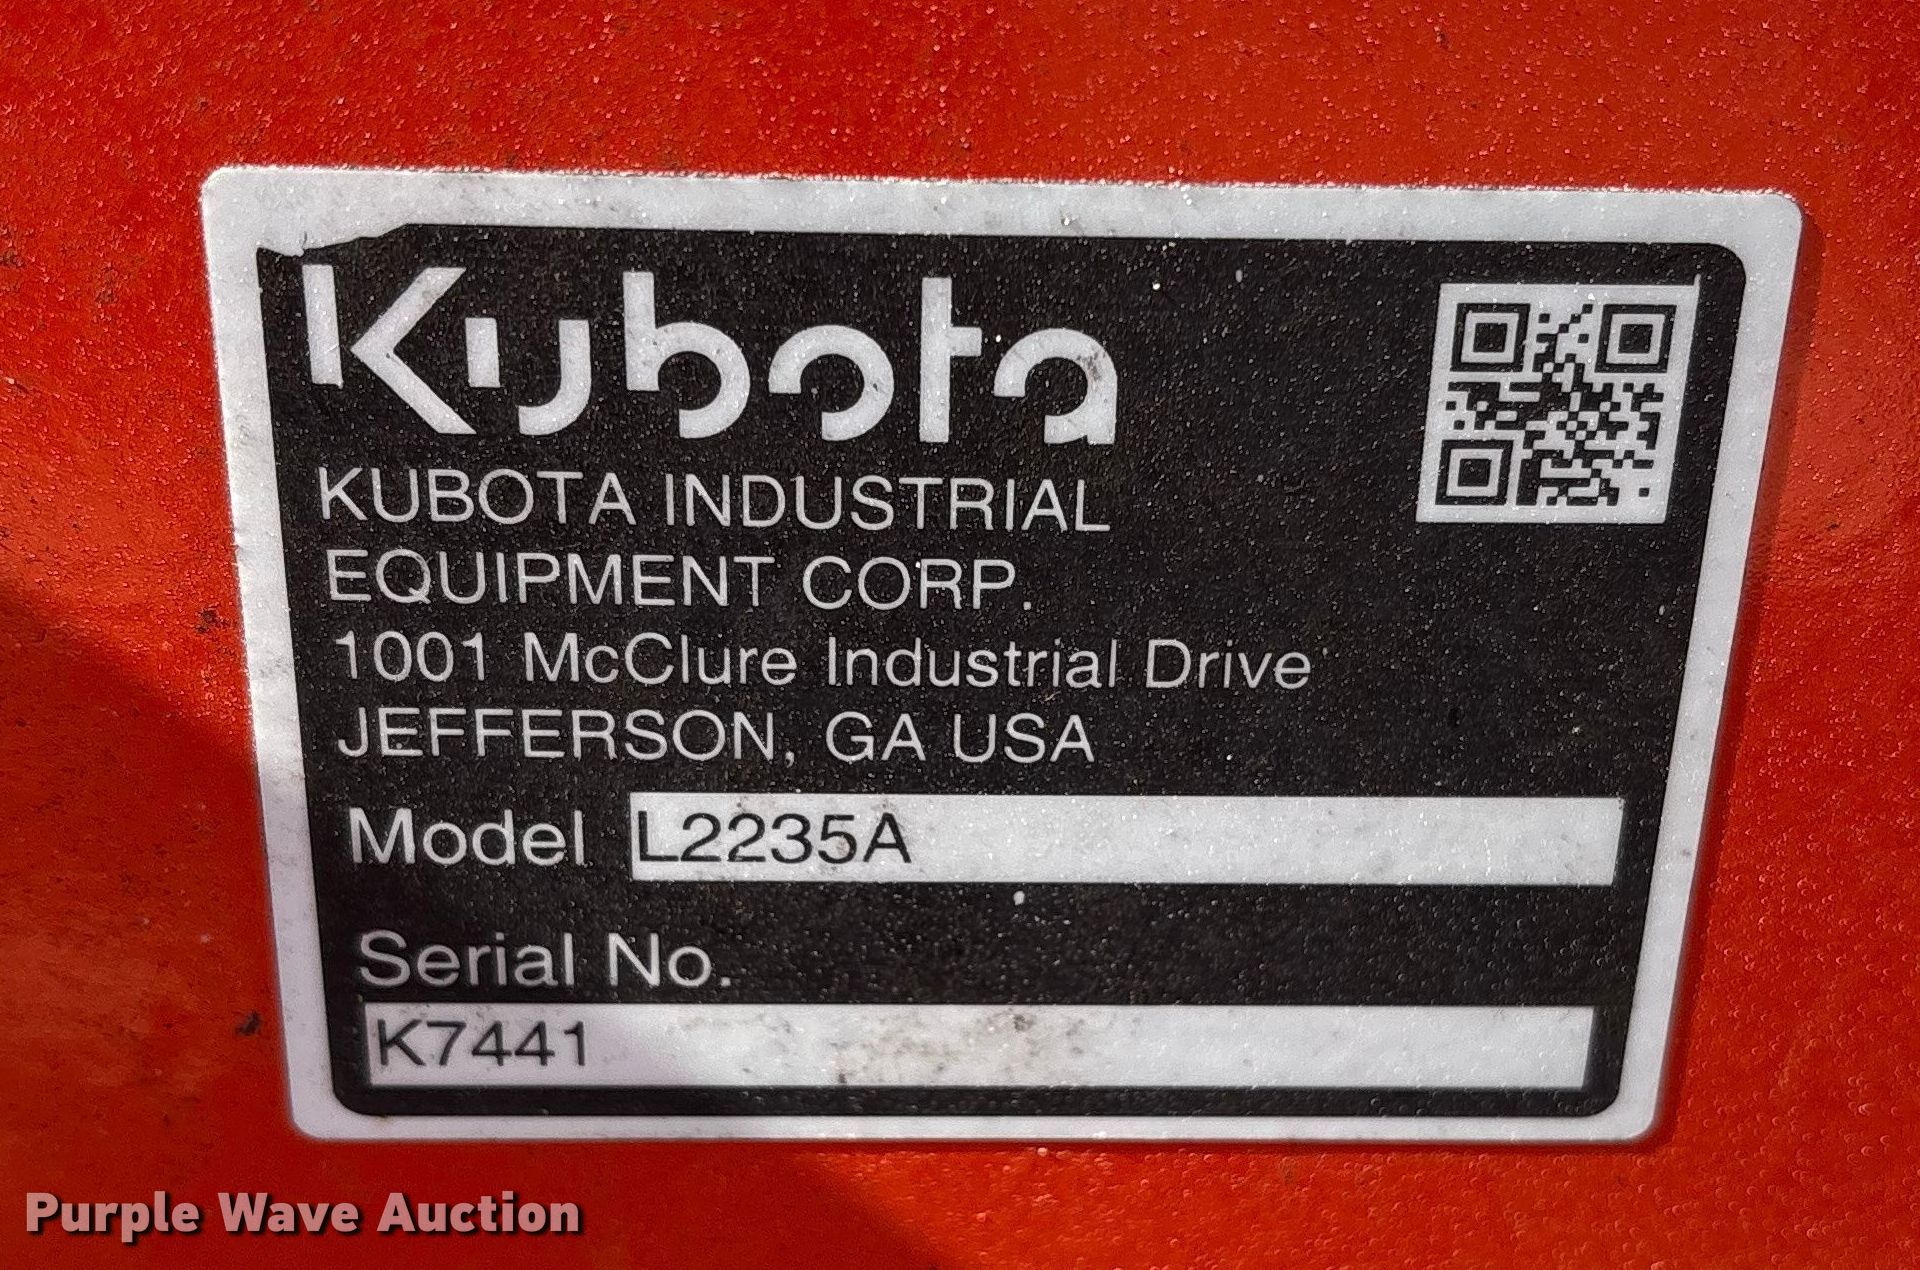 Kubota
KUBOTA INDUSTRIAL
EQUIPMENT CORP.
1001 McClure Industrial Drive
JEFFERSON, GA USA
Model L2235A
Serial No.
K7441
Purple Wave Auction